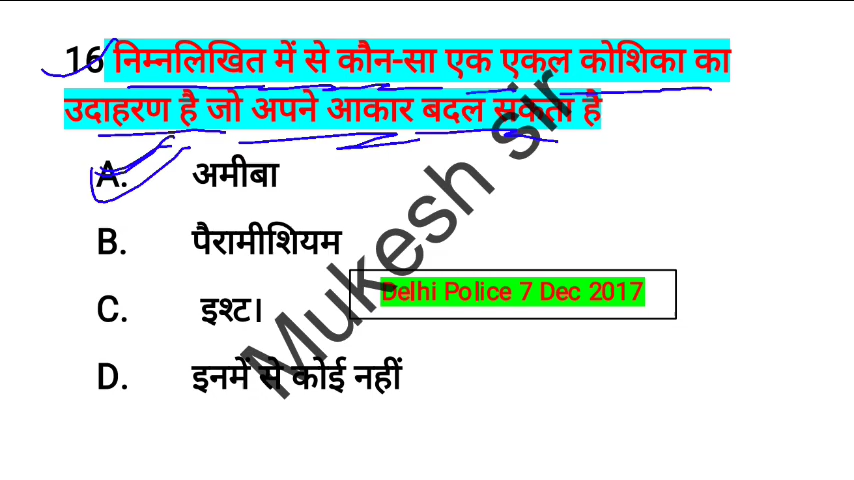 16 निम्नलिखित में से कौन-सा एक एकल कोशिका का
उदाहरण है जो अपने आकार बदल सकता है
A. अमीबा
B. पैरामीशियम
C. इश्ट।
D. इनमें से कोई नहीं
Delhi Police 7 Dec 2017
Mukesh sir